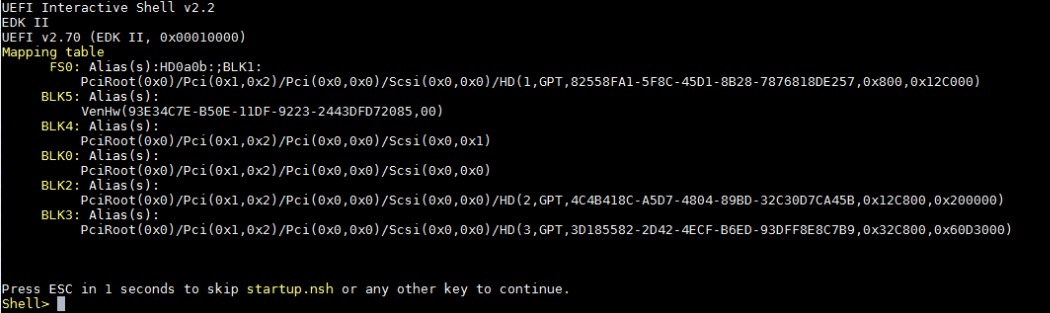 UEFI Interactive Shell v2.2
EDK II
UEFI v2.70 (EDK II, 0x00010000)
Mapping table
FS0: Alias(s):HD0a0b:;BLK1:
PciRoot(0x0)/Pci(0x1,0x2)/Pci(0x0,0x0)/Scsi(0x0,0x0)/HD(1,GPT,82558FA1-5F8C-45D1-8B28-7876818DE257,0x800,0x12C000)
BLK5: Alias(s):
VenHw(93E34C7E-B50E-11DF-9223-2443DFD72085,00)
BLK4: Alias(s):
PciRoot(0x0)/Pci(0x1,0x2)/Pci(0x0,0x0)/Scsi(0x0,0x1)
BLK0: Alias(s):
PciRoot(0x0)/Pci(0x1,0x2)/Pci(0x0,0x0)/Scsi(0x0,0x0)
BLK2: Alias(s):
PciRoot(0x0)/Pci(0x1,0x2)/Pci(0x0,0x0)/Scsi(0x0,0x0)/HD(2,GPT,4C4B418C-A5D7-4804-89BD-32C30D7CA45B,0x12C800,0x200000)
BLK3: Alias(s):
PciRoot(0x0)/Pci(0x1,0x2)/Pci(0x0,0x0)/Scsi(0x0,0x0)/HD(3,GPT,3D185582-2D42-4ECF-B6ED-93DFF8E8C7B9,0x32C800,0x60D3000)
Press ESC in 1 seconds to skip startup.nsh or any other key to continue.
Shell>